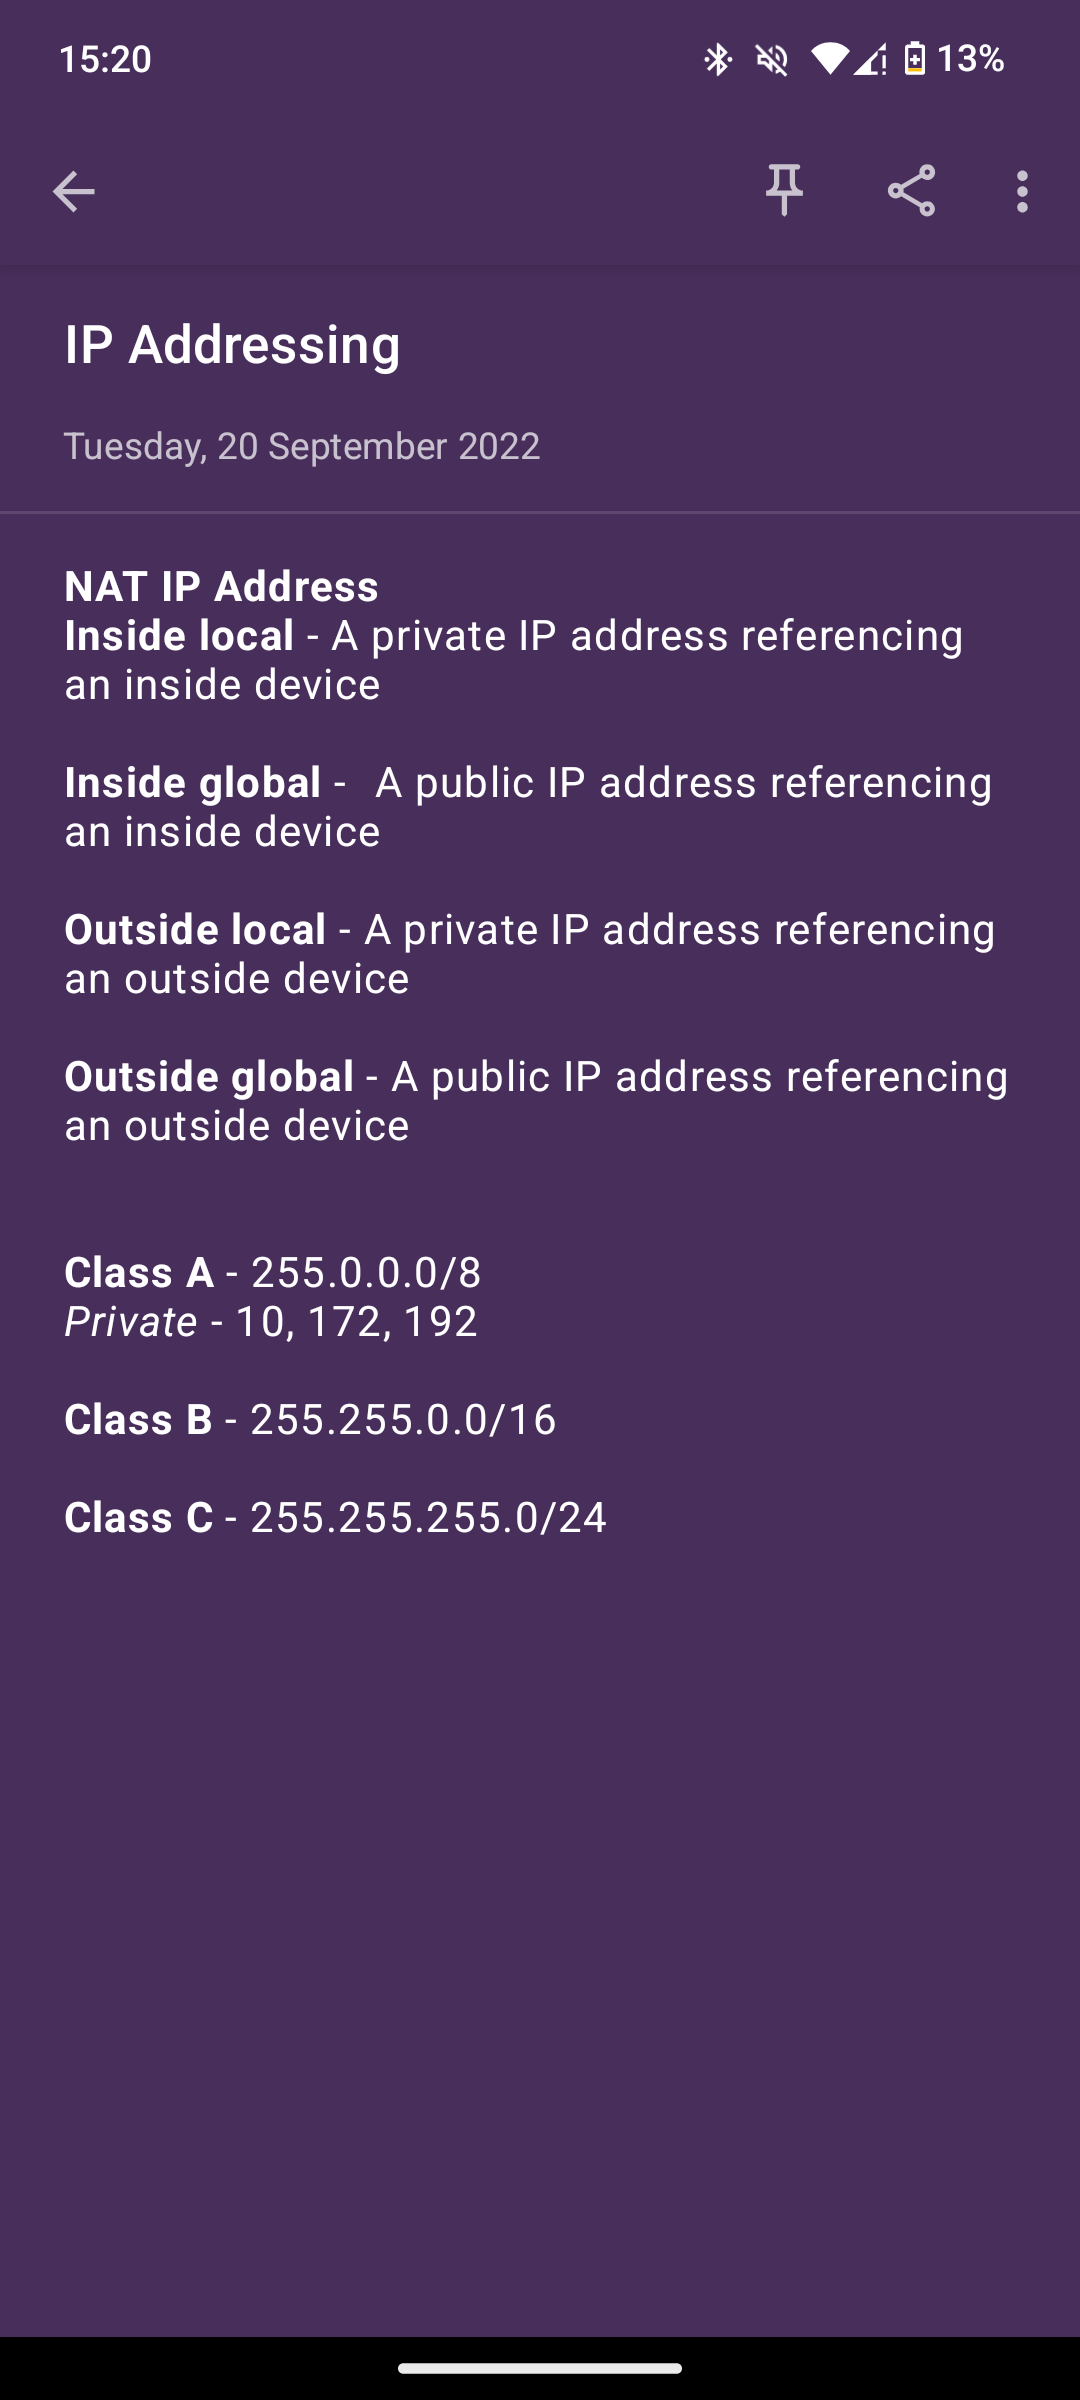 15:20
13%
IP Addressing
Tuesday, 20 September 2022
NAT IP Address
Inside local - A private IP address referencing
an inside device
Inside global -  A public IP address referencing
an inside device
Outside local - A private IP address referencing
an outside device
Outside global - A public IP address referencing
an outside device
Class A - 255.0.0.0/8
Private - 10, 172, 192
Class B - 255.255.0.0/16
Class C - 255.255.255.0/24